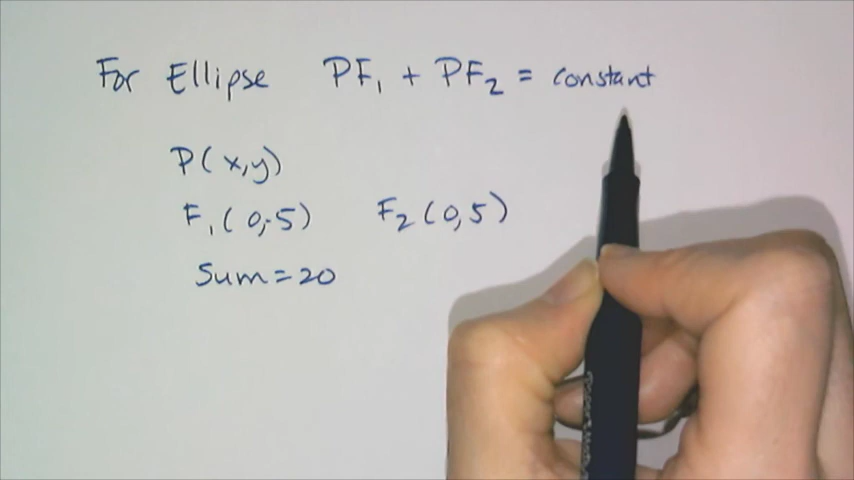 For Ellipse PF₁ + PF₂ = constant
P(x,y)
F₁(0,-5) F₂(0,5)
Sum=20